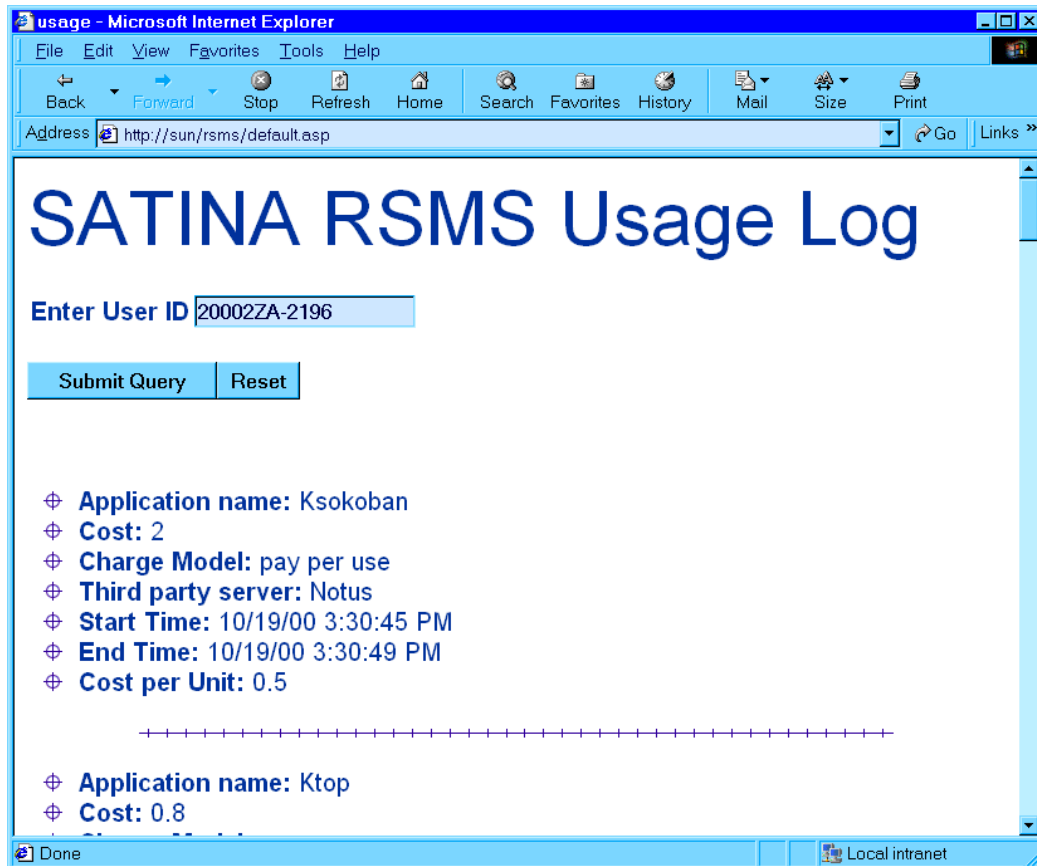 usage - Microsoft Internet Explorer
File Edit View Favorites Tools Help
Back Forward Stop Refresh Home Search Favorites History Mail Size Print
Address http://sun/rsms/default.asp Go Links »
SATINA RSMS Usage Log
Enter User ID 20002ZA-2196
Submit Query Reset
Application name: Ksokoban
Cost: 2
Charge Model: pay per use
Third party server: Notus
Start Time: 10/19/00 3:30:45 PM
End Time: 10/19/00 3:30:49 PM
Cost per Unit: 0.5
Application name: Ktop
Cost: 0.8
Done Local intranet